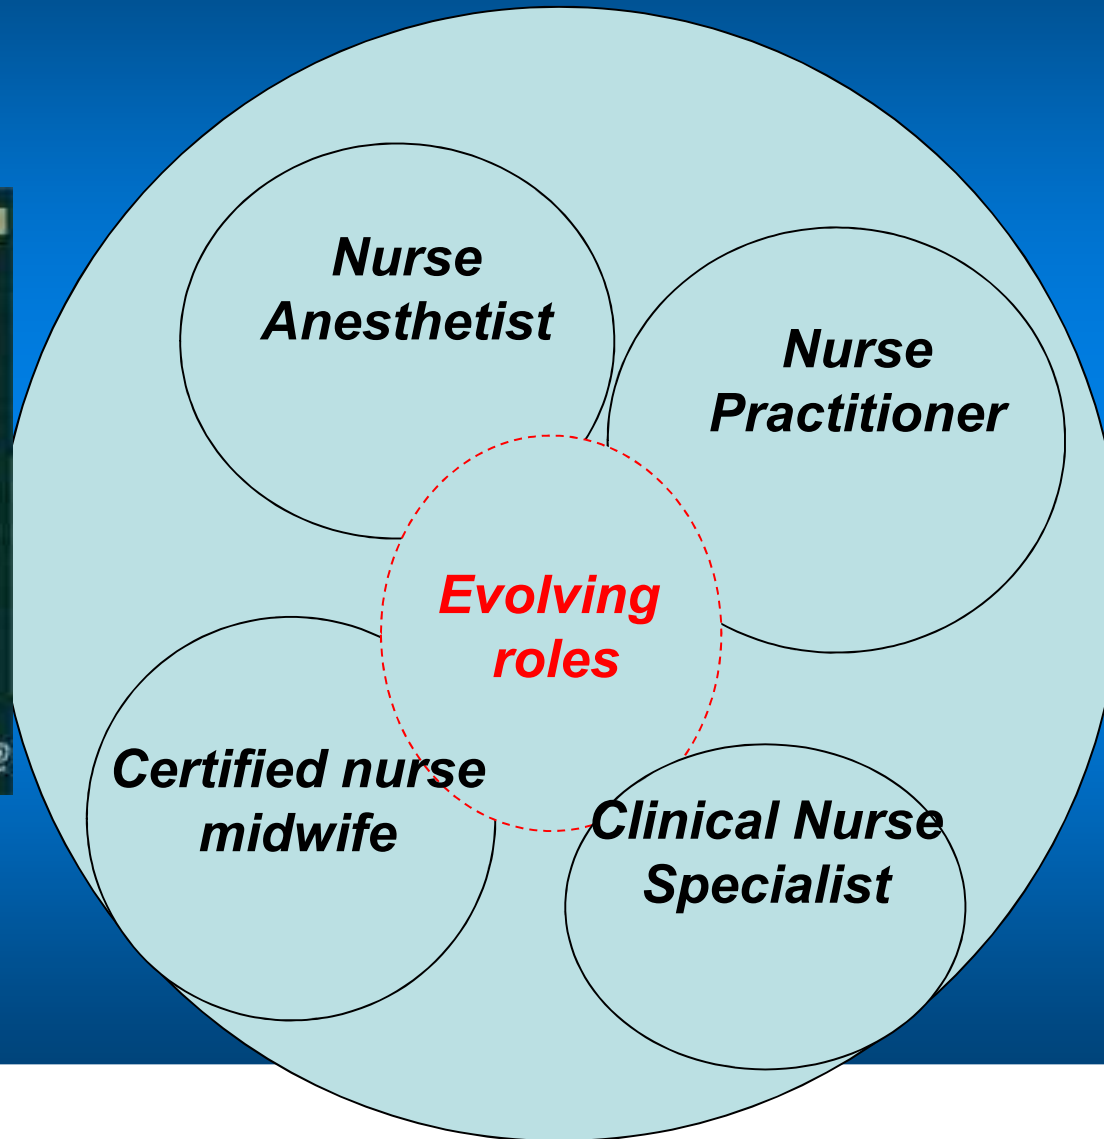 Nurse
Anesthetist
Nurse
Practitioner
Evolving
roles
Certified nurse
midwife
Clinical Nurse
Specialist